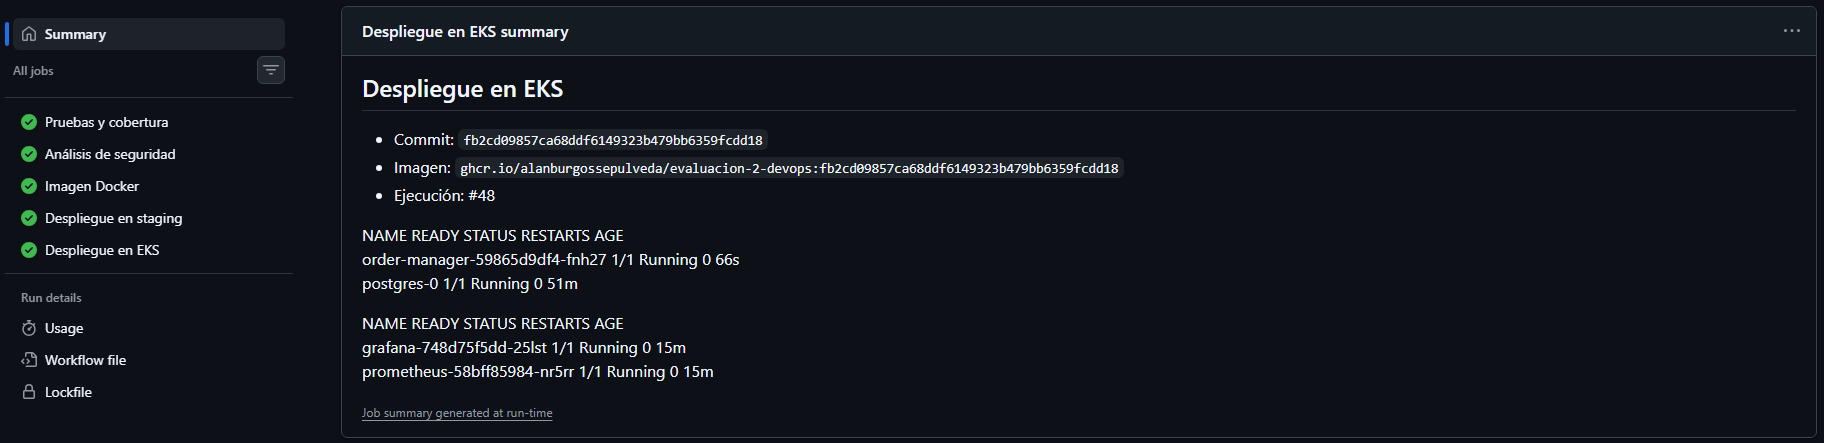 Summary
All jobs
Pruebas y cobertura
Análisis de seguridad
Imagen Docker
Despliegue en staging
Despliegue en EKS
Run details
Usage
Workflow file
Lockfile
Despliegue en EKS summary
Despliegue en EKS
Commit: fb2cd09857ca68ddf6149323b479bb6359fcdd18
Imagen: ghcr.io/alanburgossepulveda/evaluacion-2-devops:fb2cd09857ca68ddf6149323b479bb6359fcdd18
Ejecución: #48
NAME READY STATUS RESTARTS AGE
order-manager-59865d9df4-fnh27 1/1 Running 0 66s
postgres-0 1/1 Running 0 51m
NAME READY STATUS RESTARTS AGE
grafana-748d75f5dd-25lst 1/1 Running 0 15m
prometheus-58bff85984-nr5rr 1/1 Running 0 15m
Job summary generated at run-time